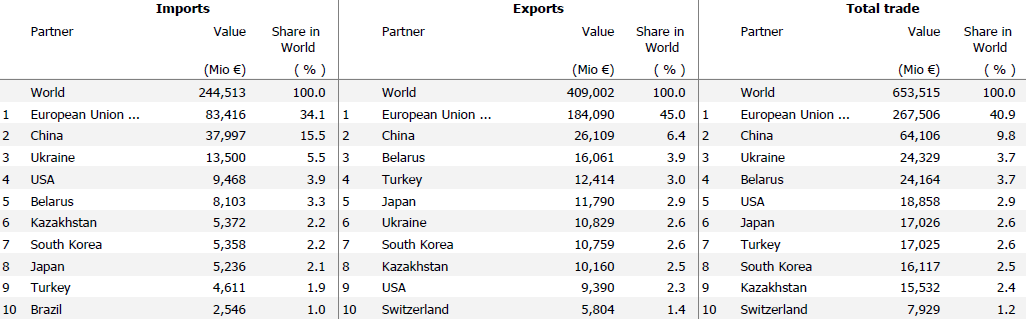 Imports Exports Total trade
Partner Value Share in World Partner Value Share in World Partner Value Share in World
(Mio €) ( % ) (Mio €) ( % ) (Mio €) ( % )
World 244,513 100.0 World 409,002 100.0 World 653,515 100.0
1 European Union ... 83,416 34.1 1 European Union ... 184,090 45.0 1 European Union ... 267,506 40.9
2 China 37,997 15.5 2 China 26,109 6.4 2 China 64,106 9.8
3 Ukraine 13,500 5.5 3 Belarus 16,061 3.9 3 Ukraine 24,329 3.7
4 USA 9,468 3.9 4 Turkey 12,414 3.0 4 Belarus 24,164 3.7
5 Belarus 8,103 3.3 5 Japan 11,790 2.9 5 USA 18,858 2.9
6 Kazakhstan 5,372 2.2 6 Ukraine 10,829 2.6 6 Japan 17,026 2.6
7 South Korea 5,358 2.2 7 South Korea 10,759 2.6 7 Turkey 17,025 2.6
8 Japan 5,236 2.1 8 Kazakhstan 10,160 2.5 8 South Korea 16,117 2.5
9 Turkey 4,611 1.9 9 USA 9,390 2.3 9 Kazakhstan 15,532 2.4
10 Brazil 2,546 1.0 10 Switzerland 5,804 1.4 10 Switzerland 7,929 1.2